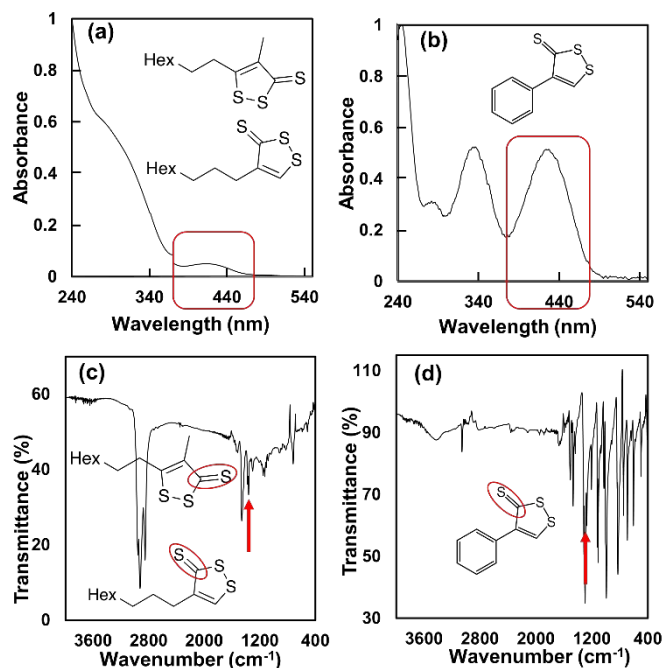 (a)
Hex
S
S
S
S
S
S
Hex
Absorbance
1
0.8
0.6
0.4
0.2
0
240 340 440 540
Wavelength (nm)
(b)
S
S
S
Absorbance
1
0.8
0.6
0.4
0.2
0
240 340 440 540
Wavelength (nm)
(c)
Hex
S
S
S
S
S
S
Hex
Transmittance (%)
60
40
20
0
3600 2800 2000 1200 400
Wavenumber (cm⁻¹)
(d)
S
S
S
Transmittance (%)
110
90
70
50
30
3600 2800 2000 1200 400
Wavenumber (cm⁻¹)